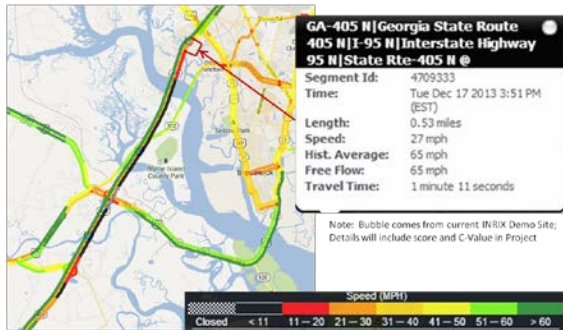 GA-405 N|Georgia State Route
405 N|I-95 N|Interstate Highway
95 N|State Rte-405 N @
Segment Id: 4709333
Time: Tue Dec 17 2013 3:51 PM
(EST)
Length: 0.53 miles
Speed: 27 mph
Hist. Average: 65 mph
Free Flow: 65 mph
Travel Time: 1 minute 11 seconds
Note: Bubble comes from current INRIX Demo Site;
Details will include score and C-Value in Project
Speed (MPH)
Closed < 11 11 – 20 21 – 30 31 – 40 41 – 50 51 – 60 > 60